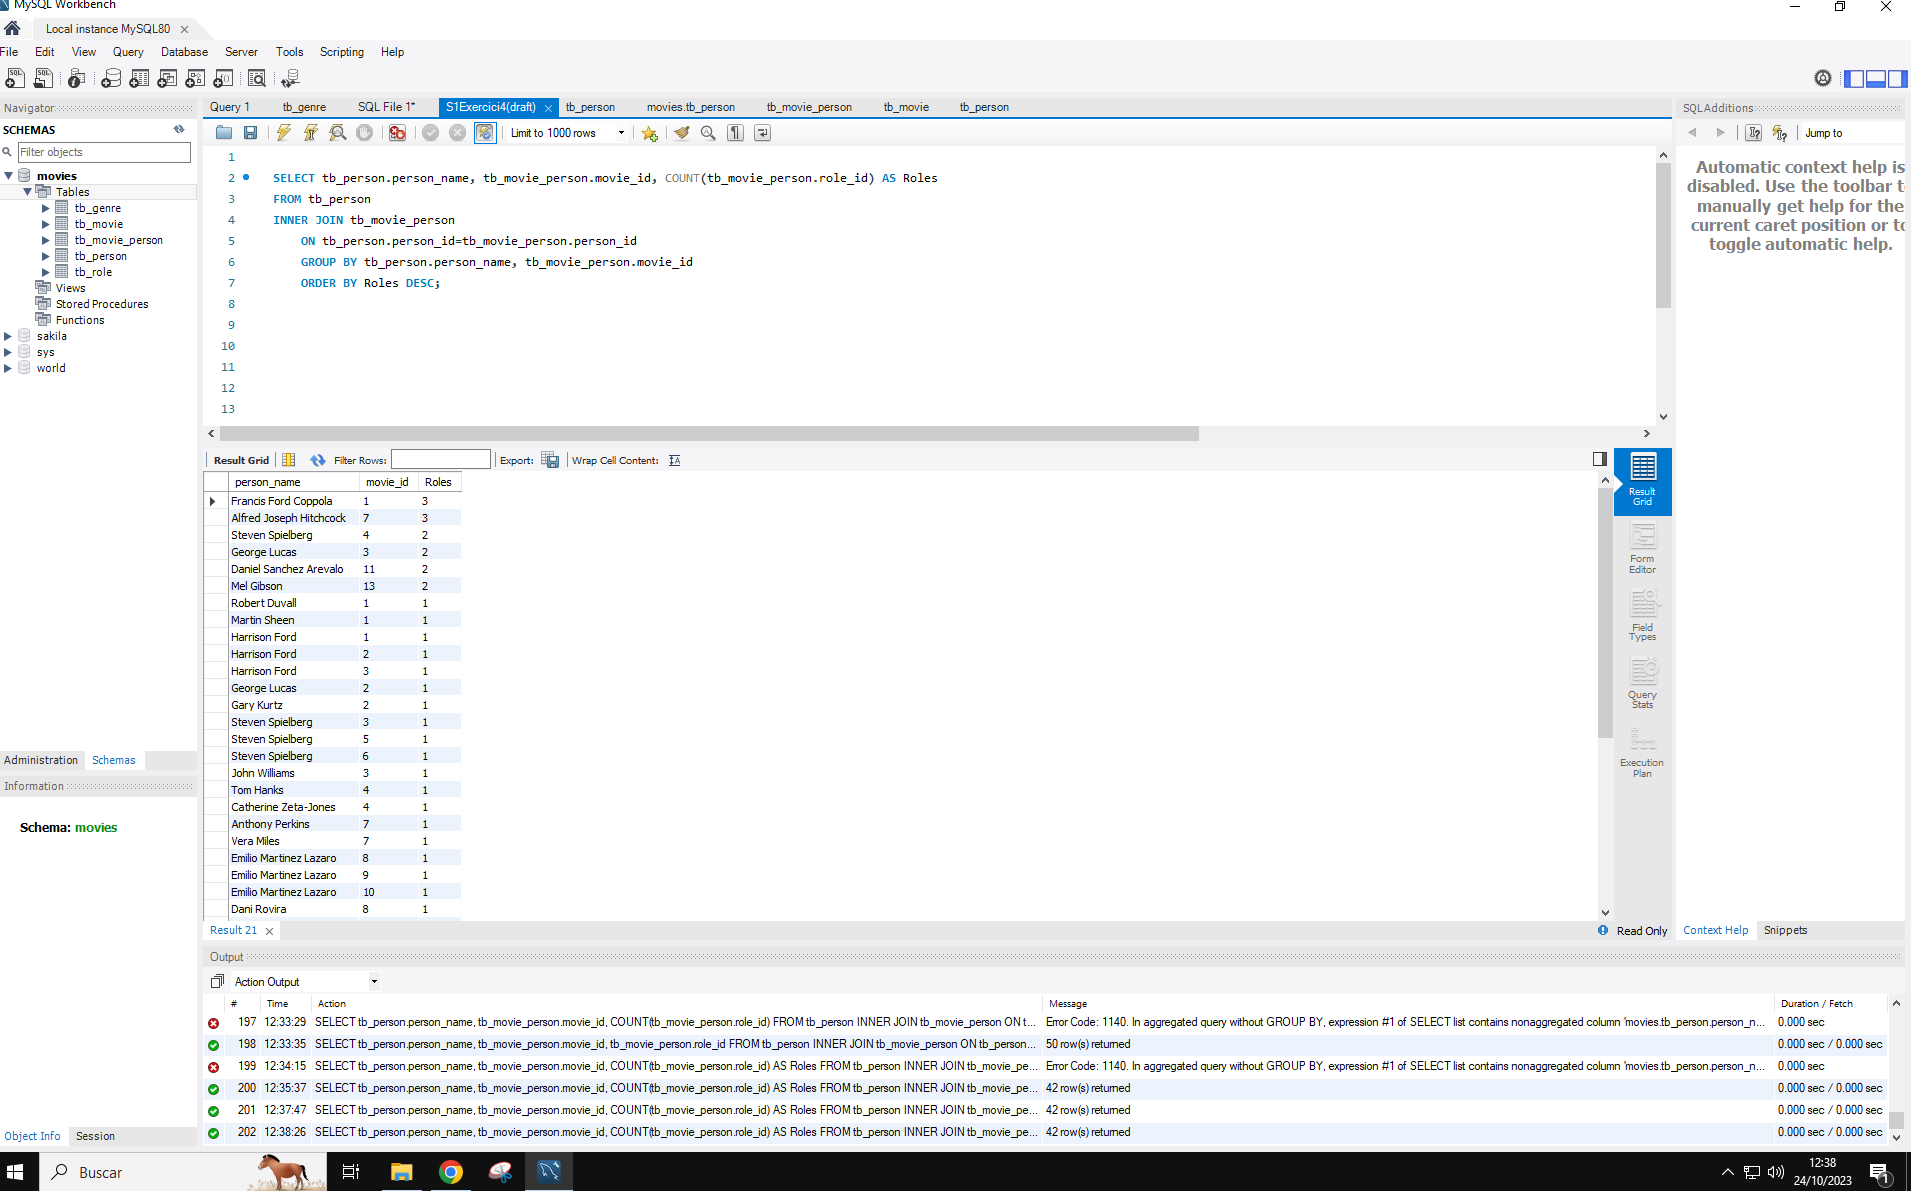 MySQL Workbench
Local instance MySQL80
File Edit View Query Database Server Tools Scripting Help
Navigator
SCHEMAS
Filter objects
movies
Tables
tb_genre
tb_movie
tb_movie_person
tb_person
tb_role
Views
Stored Procedures
Functions
sakila
sys
world
Administration Schemas
Information
Schema: movies
Object Info Session
Query 1 tb_genre SQL File 1* S1Exercici4(draft) tb_person movies.tb_person tb_movie_person tb_movie tb_person
Limit to 1000 rows
1
2 SELECT tb_person.person_name, tb_movie_person.movie_id, COUNT(tb_movie_person.role_id) AS Roles
3 FROM tb_person
4 INNER JOIN tb_movie_person
5 ON tb_person.person_id=tb_movie_person.person_id
6 GROUP BY tb_person.person_name, tb_movie_person.movie_id
7 ORDER BY Roles DESC;
8
9
10
11
12
13
Result Grid Filter Rows: Export: Wrap Cell Content:
person_name movie_id Roles
Francis Ford Coppola 1 3
Alfred Joseph Hitchcock 7 3
Steven Spielberg 4 2
George Lucas 3 2
Daniel Sanchez Arevalo 11 2
Mel Gibson 13 2
Robert Duvall 1 1
Martin Sheen 1 1
Harrison Ford 1 1
Harrison Ford 2 1
Harrison Ford 3 1
George Lucas 2 1
Gary Kurtz 2 1
Steven Spielberg 3 1
Steven Spielberg 5 1
Steven Spielberg 6 1
John Williams 3 1
Tom Hanks 4 1
Catherine Zeta-Jones 4 1
Anthony Perkins 7 1
Vera Miles 7 1
Emilio Martinez Lazaro 8 1
Emilio Martinez Lazaro 9 1
Emilio Martinez Lazaro 10 1
Dani Rovira 8 1
Result Grid
Form Editor
Field Types
Query Stats
Execution Plan
Result 21
Read Only
SQLAdditions
Jump to
Automatic context help is
disabled. Use the toolbar t
manually get help for the
current caret position or to
toggle automatic help.
Context Help Snippets
Output
Action Output
# Time Action Message Duration / Fetch
197 12:33:29 SELECT tb_person.person_name, tb_movie_person.movie_id, COUNT(tb_movie_person.role_id) FROM tb_person INNER JOIN tb_movie_person ON t... Error Code: 1140. In aggregated query without GROUP BY, expression #1 of SELECT list contains nonaggregated column 'movies.tb_person.person_n... 0.000 sec
198 12:33:35 SELECT tb_person.person_name, tb_movie_person.movie_id, tb_movie_person.role_id FROM tb_person INNER JOIN tb_movie_person ON tb_person... 50 row(s) returned 0.000 sec / 0.000 sec
199 12:34:15 SELECT tb_person.person_name, tb_movie_person.movie_id, COUNT(tb_movie_person.role_id) AS Roles FROM tb_person INNER JOIN tb_movie_pe... Error Code: 1140. In aggregated query without GROUP BY, expression #1 of SELECT list contains nonaggregated column 'movies.tb_person.person_n... 0.000 sec
200 12:35:37 SELECT tb_person.person_name, tb_movie_person.movie_id, COUNT(tb_movie_person.role_id) AS Roles FROM tb_person INNER JOIN tb_movie_pe... 42 row(s) returned 0.000 sec / 0.000 sec
201 12:37:47 SELECT tb_person.person_name, tb_movie_person.movie_id, COUNT(tb_movie_person.role_id) AS Roles FROM tb_person INNER JOIN tb_movie_pe... 42 row(s) returned 0.000 sec / 0.000 sec
202 12:38:26 SELECT tb_person.person_name, tb_movie_person.movie_id, COUNT(tb_movie_person.role_id) AS Roles FROM tb_person INNER JOIN tb_movie_pe... 42 row(s) returned 0.000 sec / 0.000 sec
Buscar
12:38
24/10/2023
1